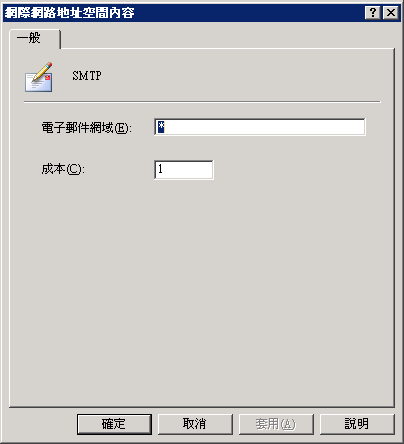 網際網路地址空間內容
一般
SMTP
電子郵件網域(E): *
成本(C): 1
確定 取消 套用(A) 說明